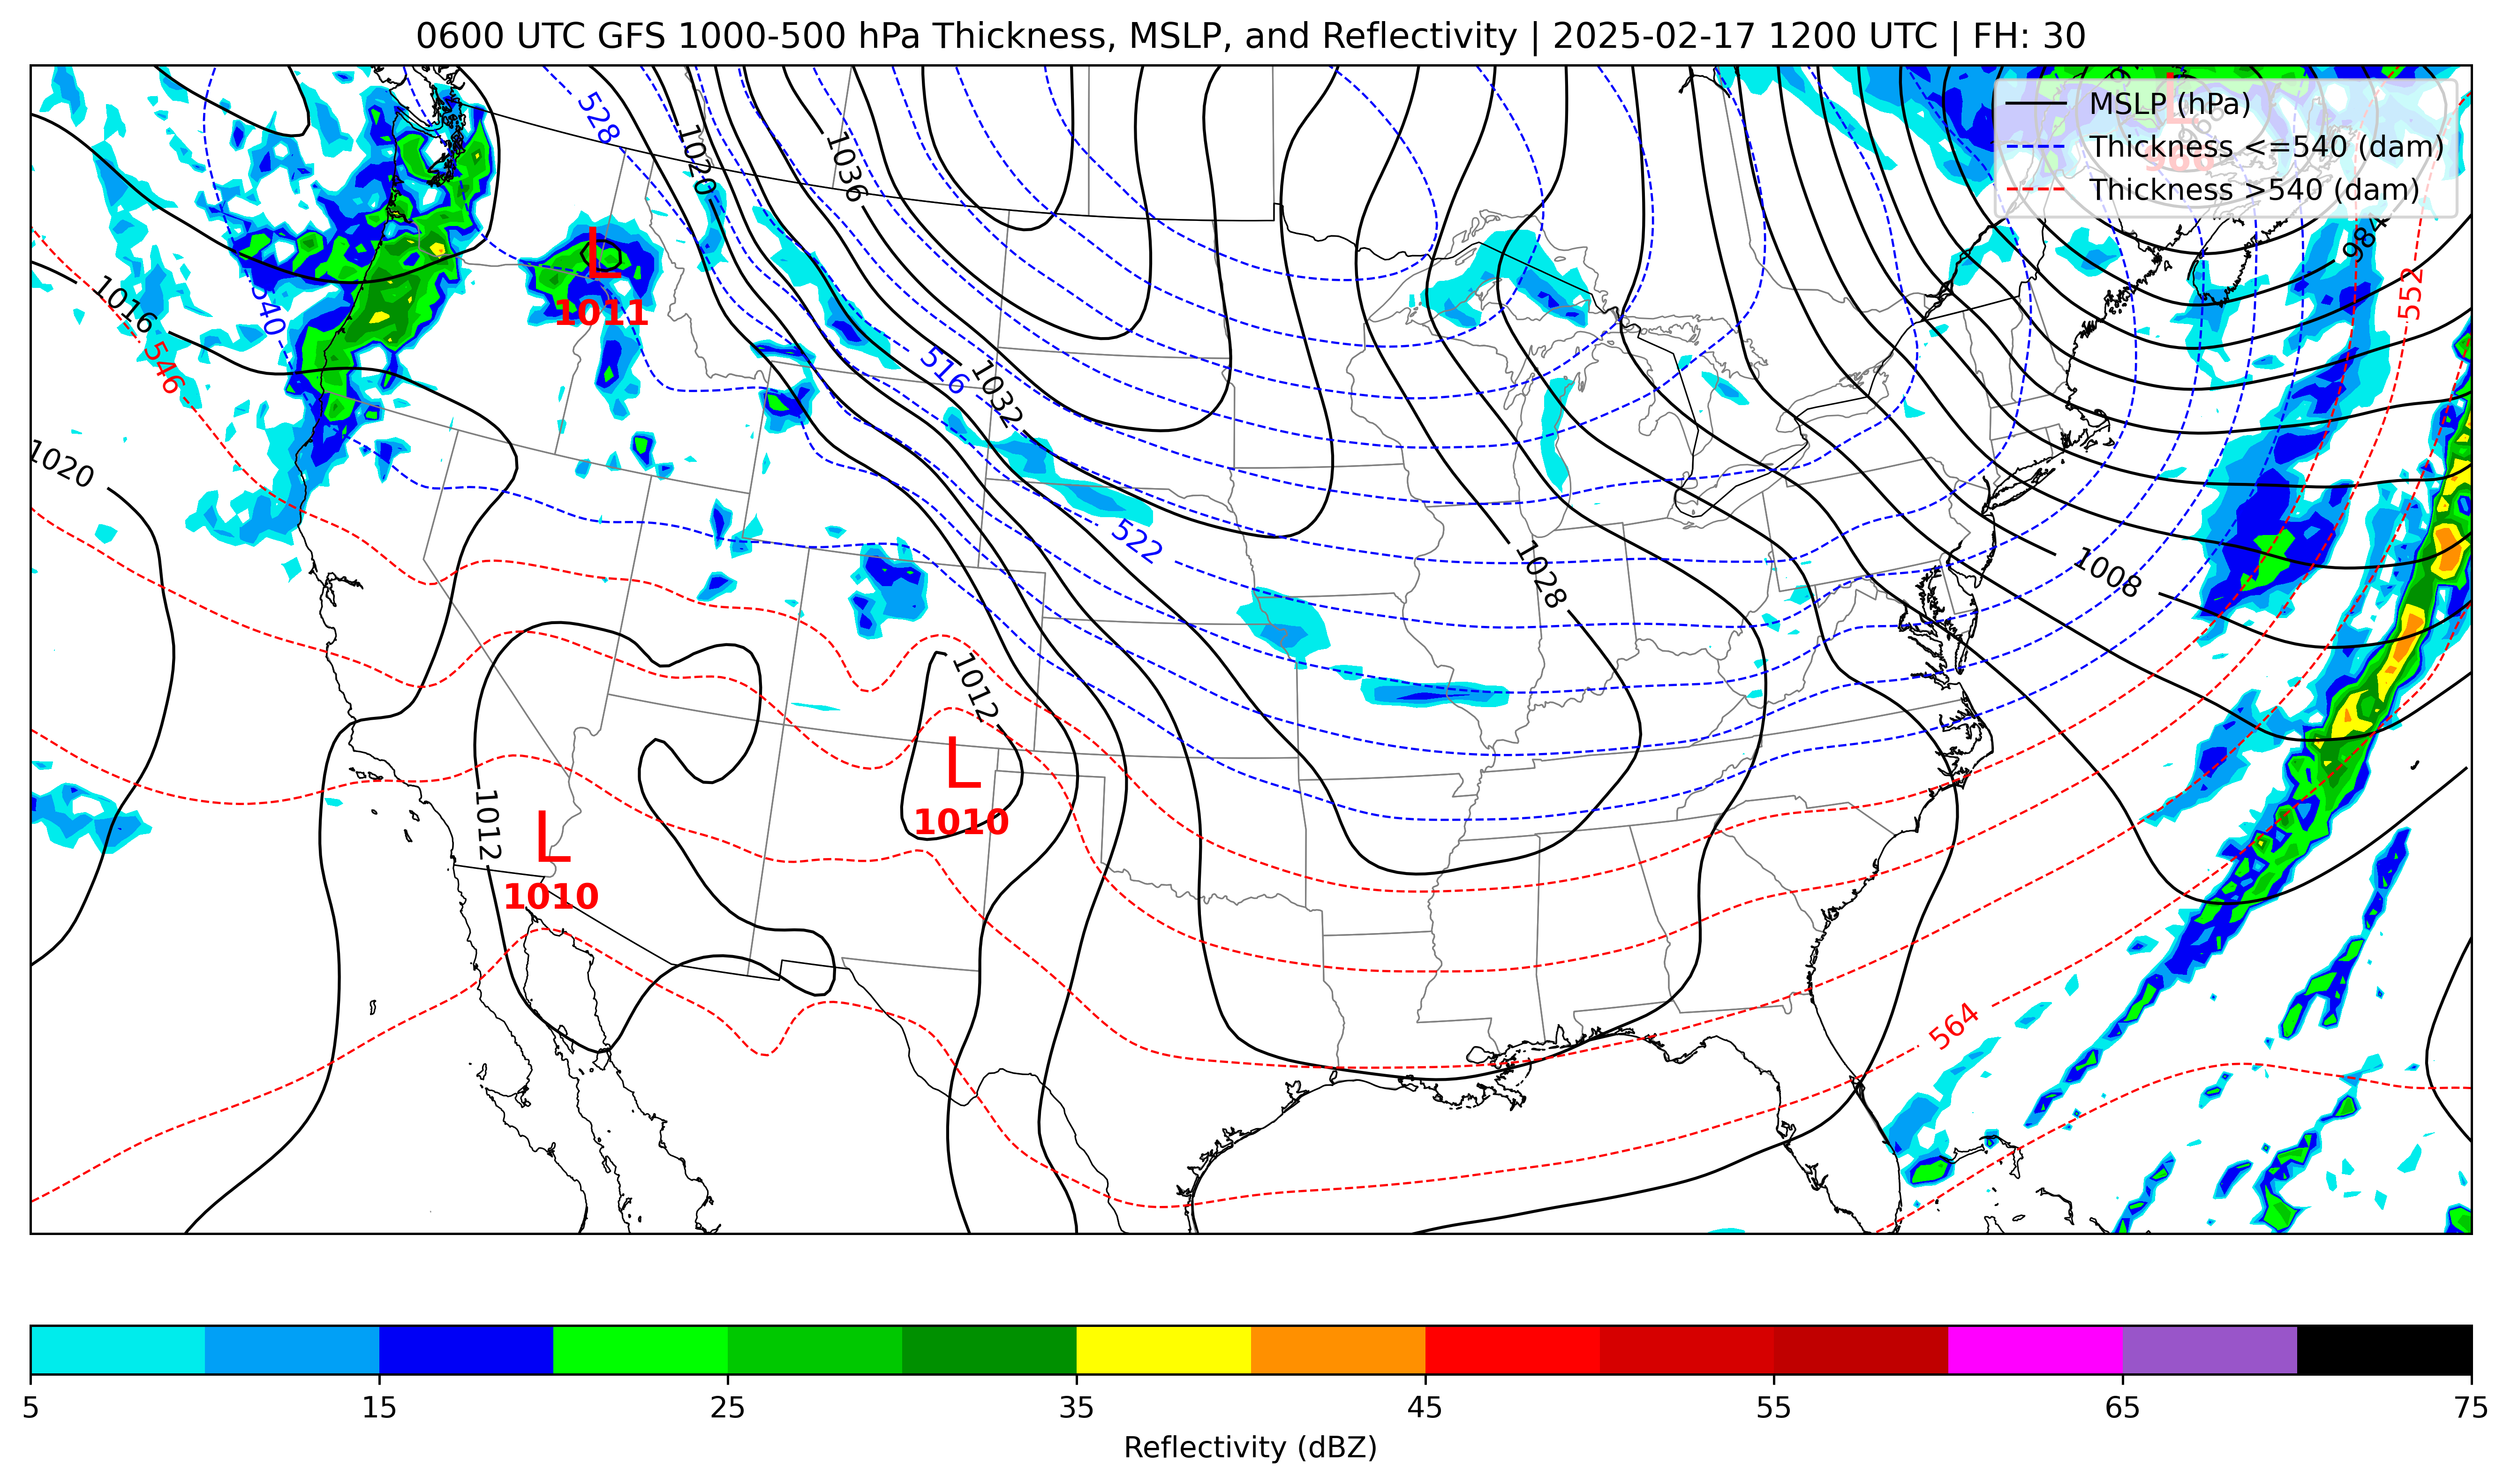 0600 UTC GFS 1000-500 hPa Thickness, MSLP, and Reflectivity | 2025-02-17 1200 UTC | FH: 30
MSLP (hPa)
Thickness <=540 (dam)
Thickness >540 (dam)
528
1020
1036
L
1011
984
552
540
1016
546
516
1032
1020
522
1028
1008
1012
L
1010
1012
L
1010
564
5 15 25 35 45 55 65 75
Reflectivity (dBZ)